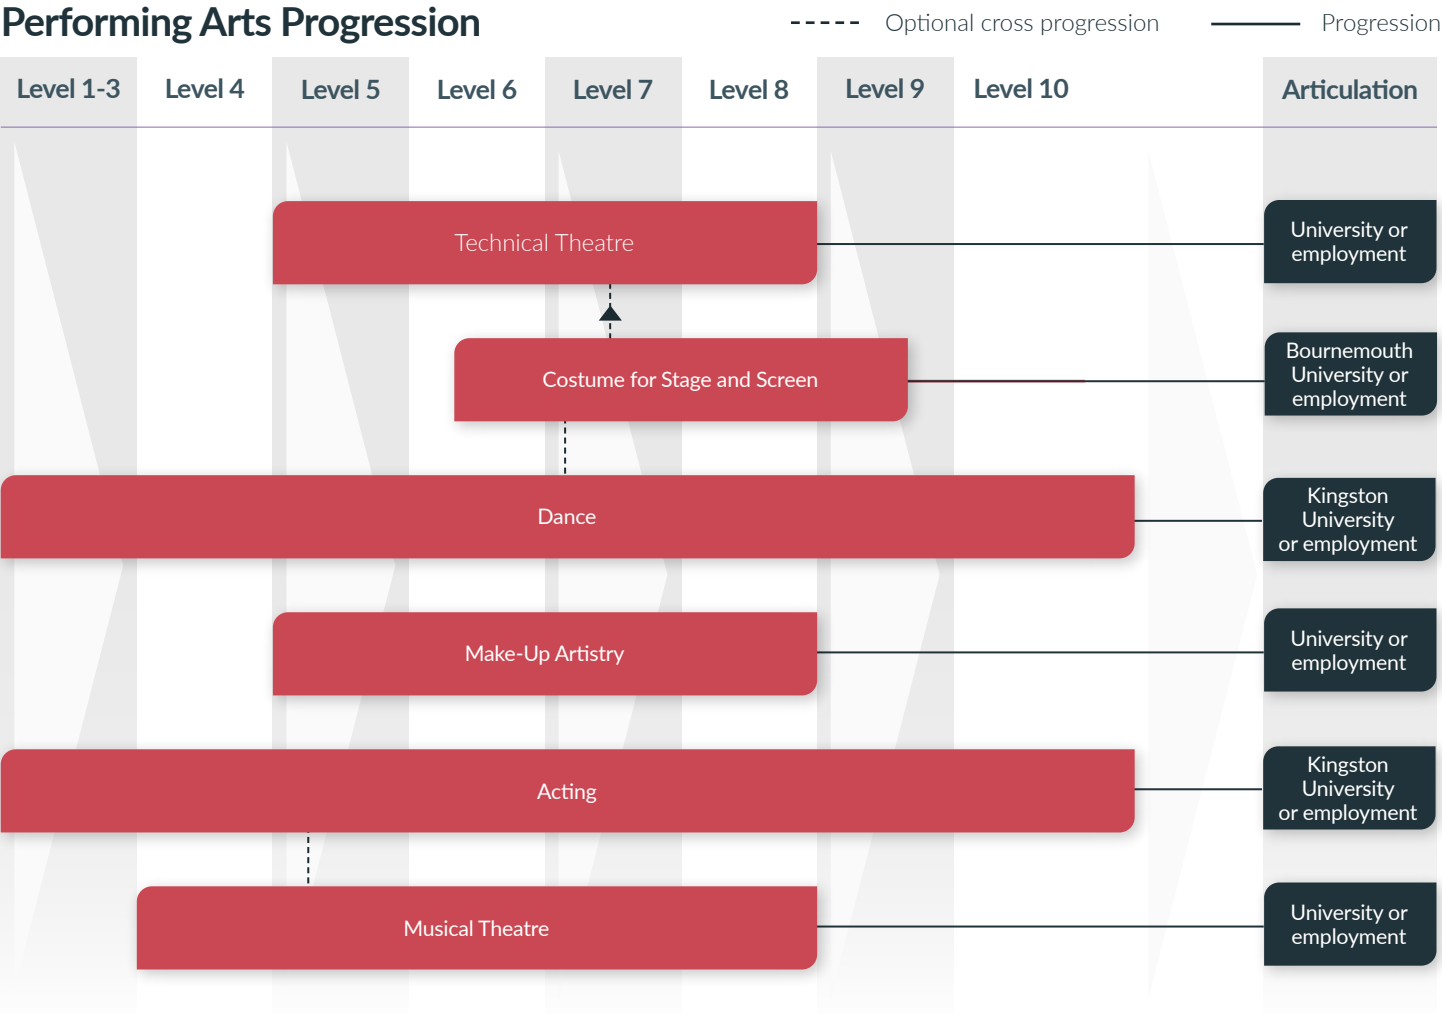 Performing Arts Progression
Optional cross progression
Progression
Level 1-3
Level 4
Level 5
Level 6
Level 7
Level 8
Level 9
Level 10
Articulation
Technical Theatre
University or
employment
Costume for Stage and Screen
Bournemouth
University or
employment
Dance
Kingston
University
or employment
Make-Up Artistry
University or
employment
Acting
Kingston
University
or employment
Musical Theatre
University or
employment